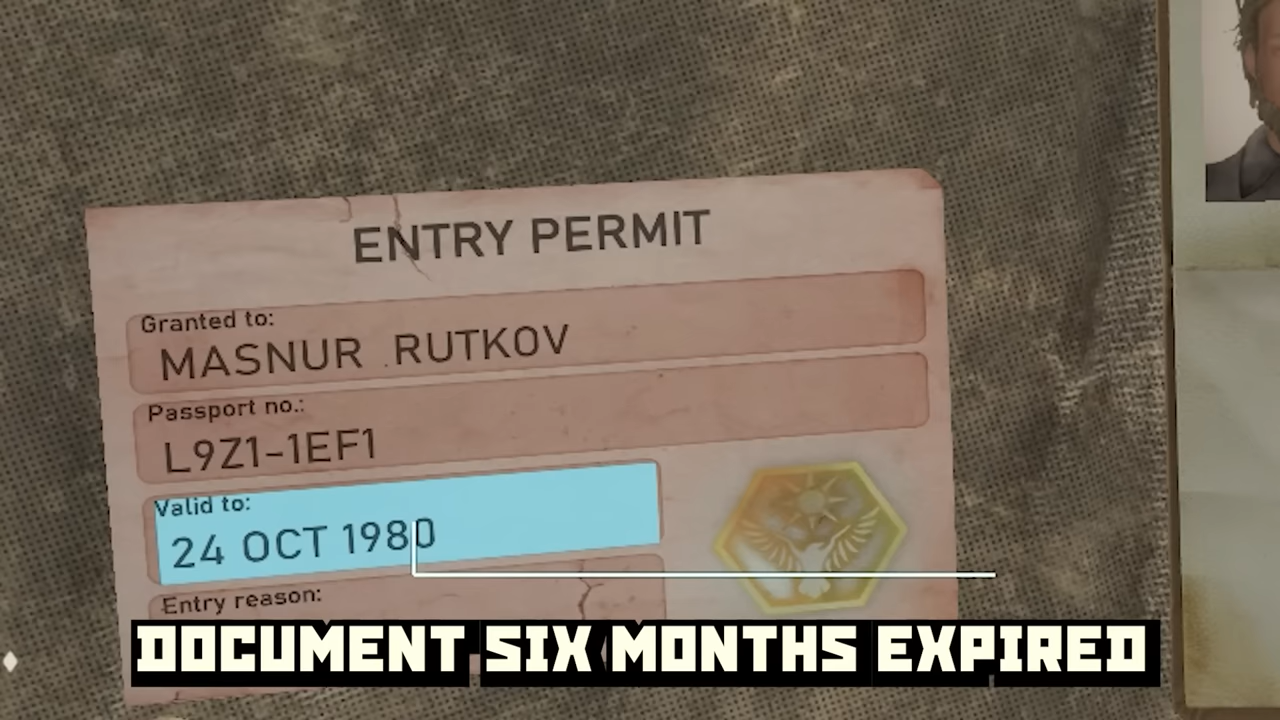 ENTRY PERMIT
Granted to:
MASNUR RUTKOV
Passport no.:
L9Z1-1EF1
Valid to:
24 OCT 1980
Entry reason:
DOCUMENT SIX MONTHS EXPIRED